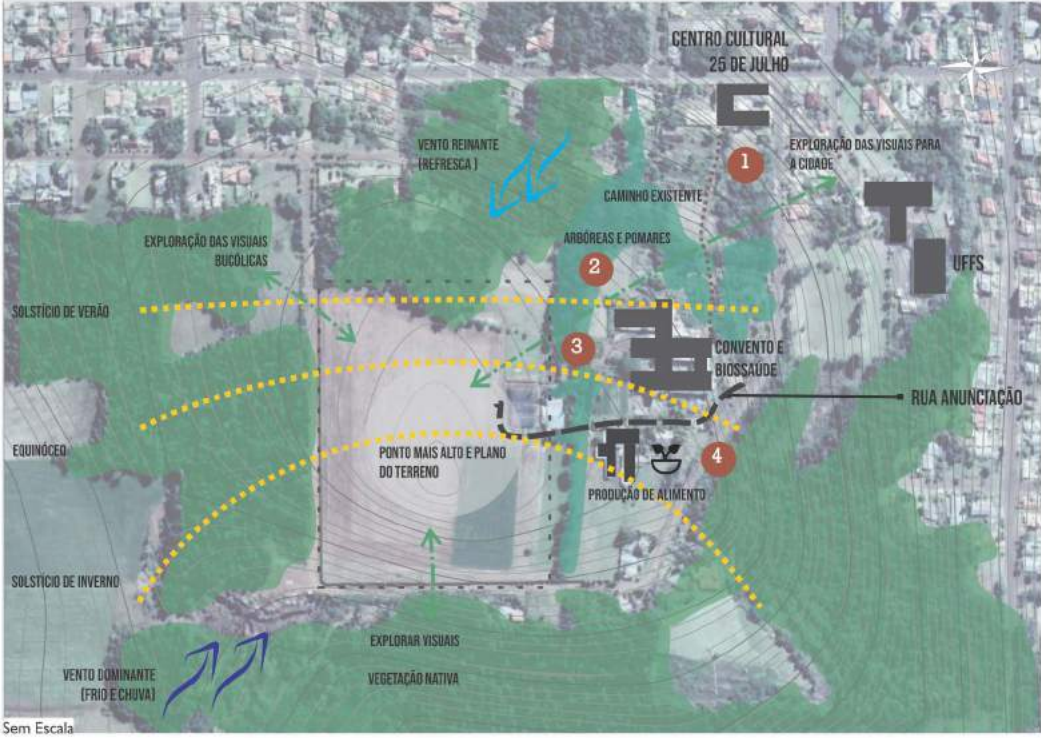 CENTRO CULTURAL
25 DE JULHO
VENTO REINANTE
(REFRESCA )
1
EXPLORAÇÃO DAS VISUAIS PARA
A CIDADE
CAMINHO EXISTENTE
EXPLORAÇÃO DAS VISUAIS
BUCÓLICAS
ARBÓREAS E POMARES
2
UFFS
SOLSTÍCIO DE VERÃO
3
CONVENTO E
BIOSSAÚDE
RUA ANUNCIAÇÃO
EQUINÓCEO
PONTO MAIS ALTO E PLANO
DO TERRENO
4
PRODUÇÃO DE ALIMENTO
SOLSTÍCIO DE INVERNO
EXPLORAR VISUAIS
VEGETAÇÃO NATIVA
VENTO DOMINANTE
(FRIO E CHUVA)
Sem Escala